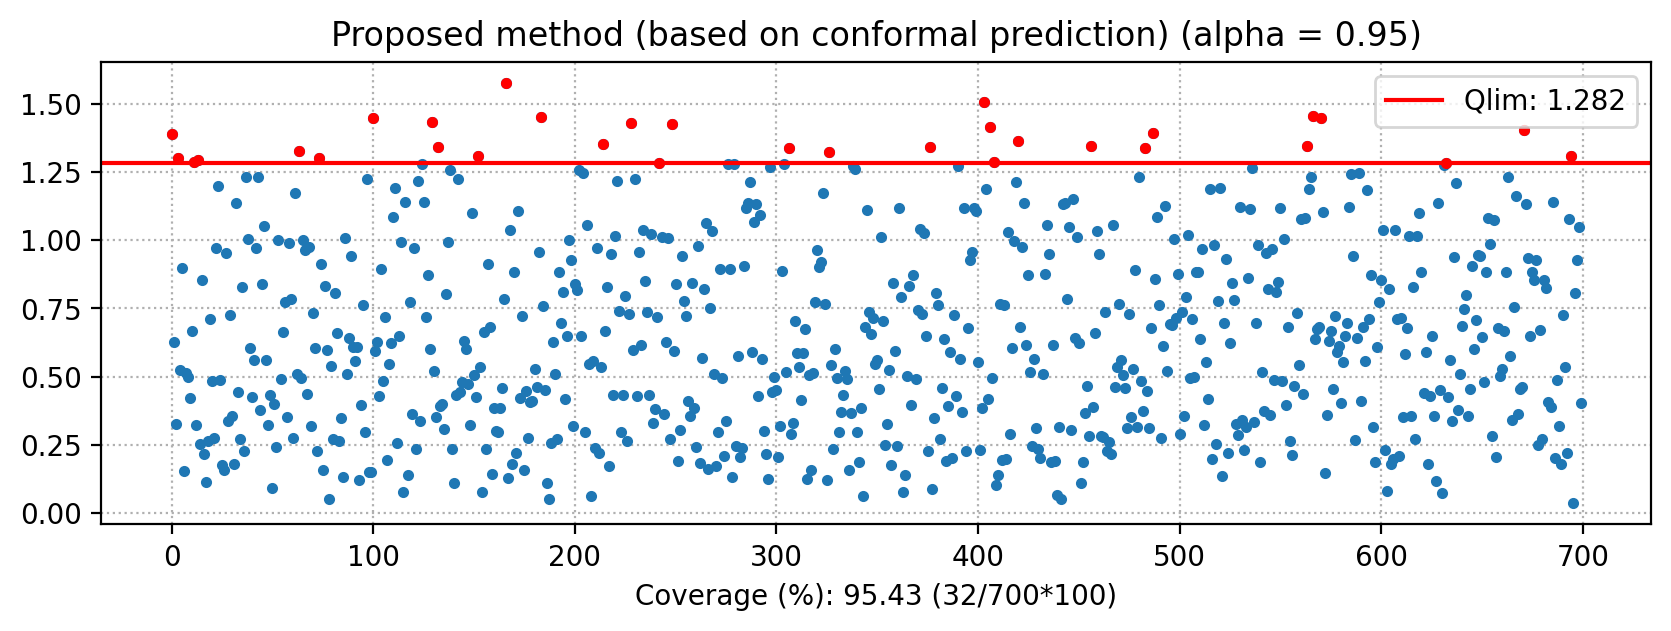 Proposed method (based on conformal prediction) (alpha = 0.95)
Qlim: 1.282
1.50
1.25
1.00
0.75
0.50
0.25
0.00
0 100 200 300 400 500 600 700
Coverage (%): 95.43 (32/700*100)